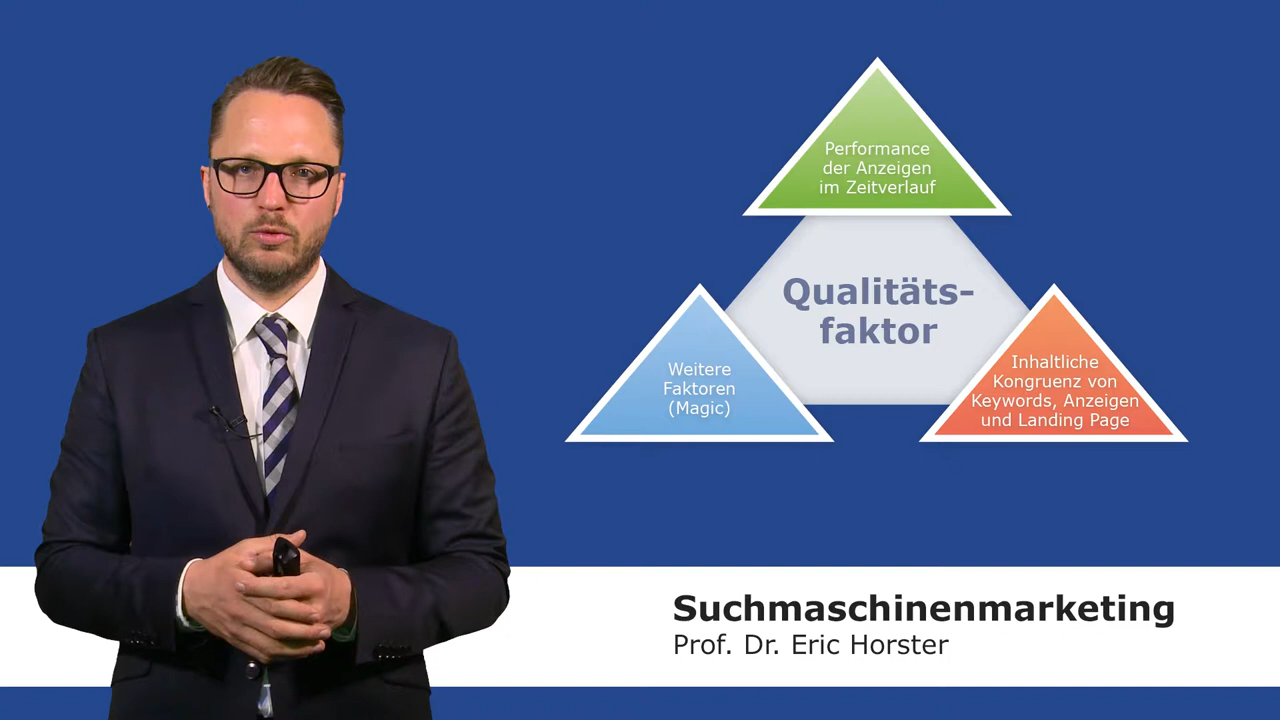 Performance
der Anzeigen
im Zeitverlauf
Qualitäts-
faktor
Weitere
Faktoren
(Magic)
Inhaltliche
Kongruenz von
Keywords, Anzeigen
und Landing Page
Suchmaschinenmarketing
Prof. Dr. Eric Horster